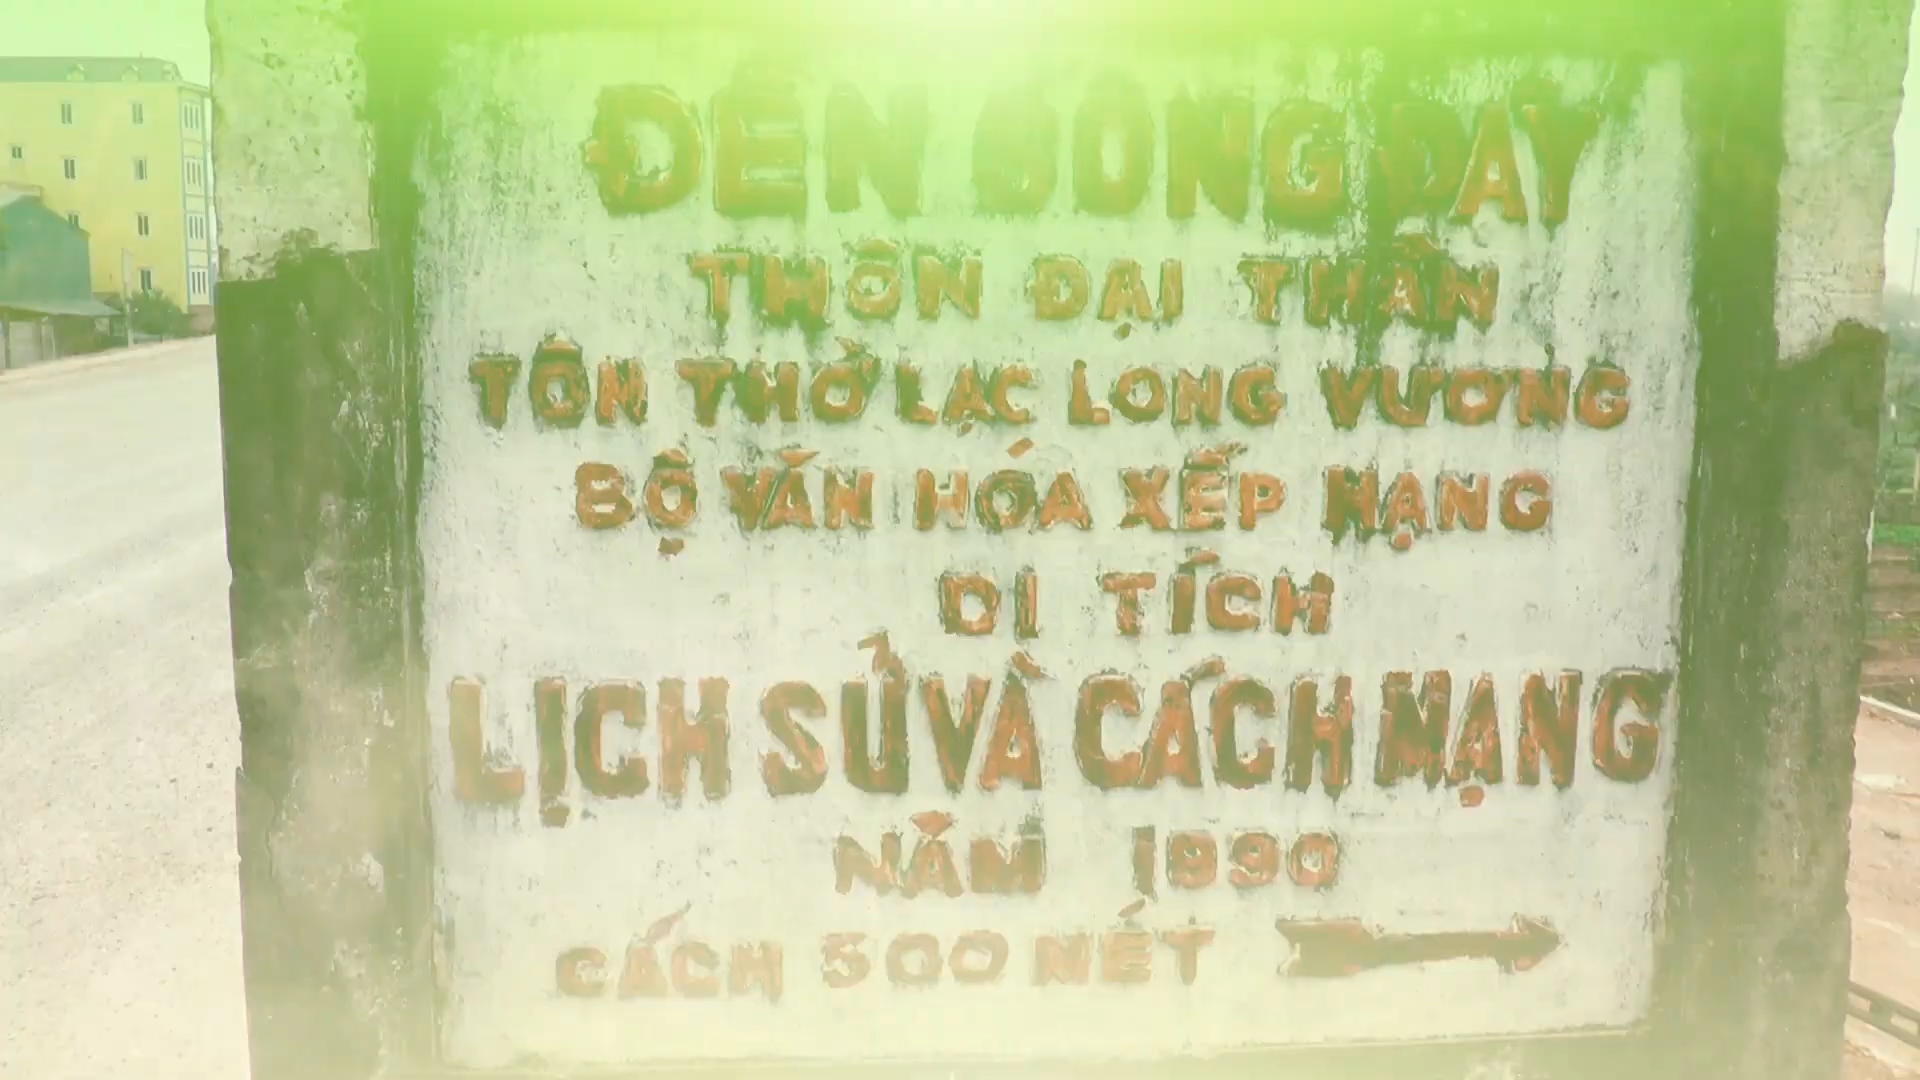 ĐỀN SÔNG DẦY
THÔN ĐẠI THẦN
TÔN THỜ LẠC LONG VƯƠNG
BỘ VĂN HÓA XẾP HẠNG
DI TÍCH
LỊCH SỬ VÀ CÁCH MẠNG
NĂM 1990
CÁCH 500 MÉT